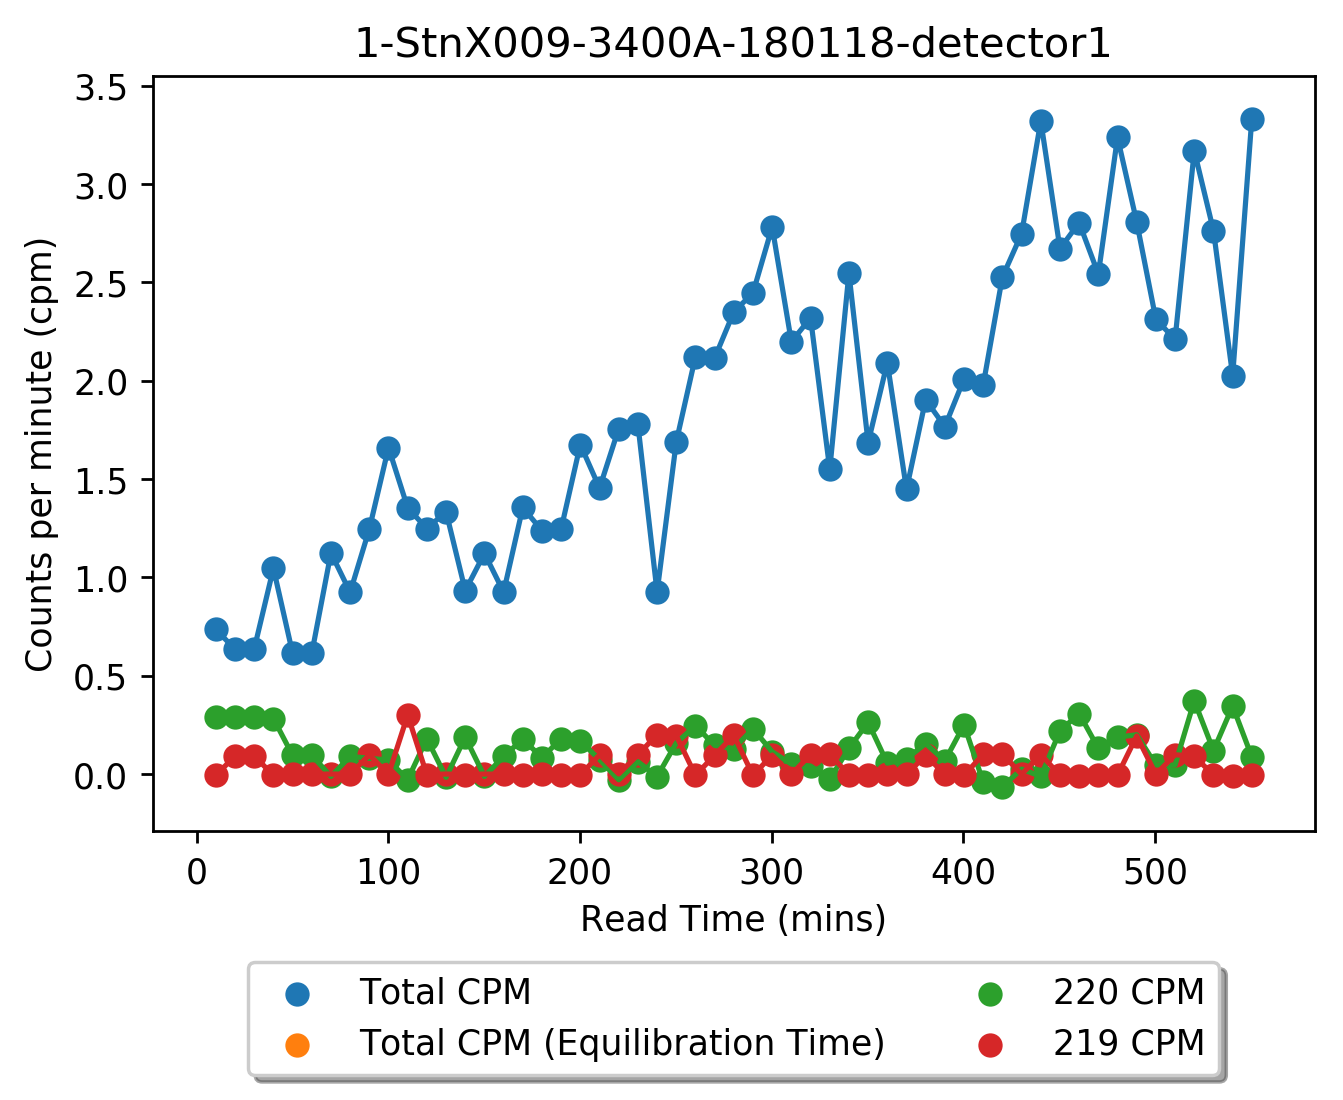 1-StnX009-3400A-180118-detector1
3.5
3.0
2.5
2.0
1.5
1.0
0.5
0.0
Counts per minute (cpm)
0 100 200 300 400 500
Read Time (mins)
Total CPM 220 CPM
Total CPM (Equilibration Time) 219 CPM